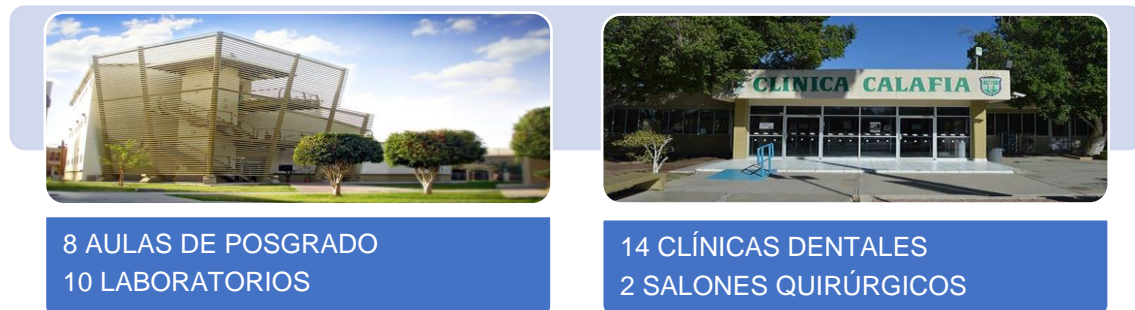 CLINICA CALAFIA
8 AULAS DE POSGRADO
10 LABORATORIOS
14 CLÍNICAS DENTALES
2 SALONES QUIRÚRGICOS